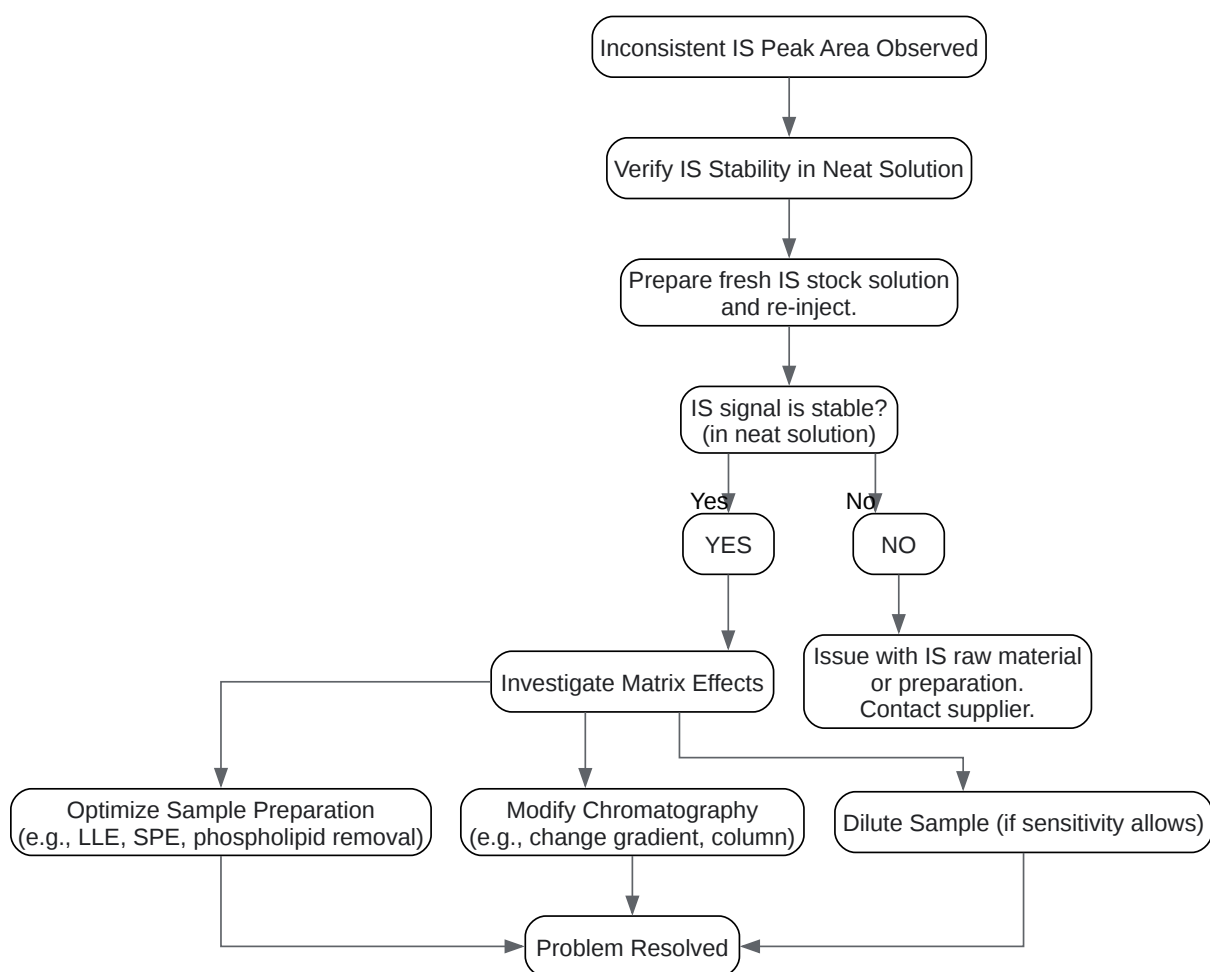 Inconsistent IS Peak Area Observed
Verify IS Stability in Neat Solution
Prepare fresh IS stock solution
and re-inject.
IS signal is stable?
(in neat solution)
Yes
No
YES
NO
Investigate Matrix Effects
Issue with IS raw material
or preparation.
Contact supplier.
Optimize Sample Preparation
(e.g., LLE, SPE, phospholipid removal)
Modify Chromatography
(e.g., change gradient, column)
Dilute Sample (if sensitivity allows)
Problem Resolved